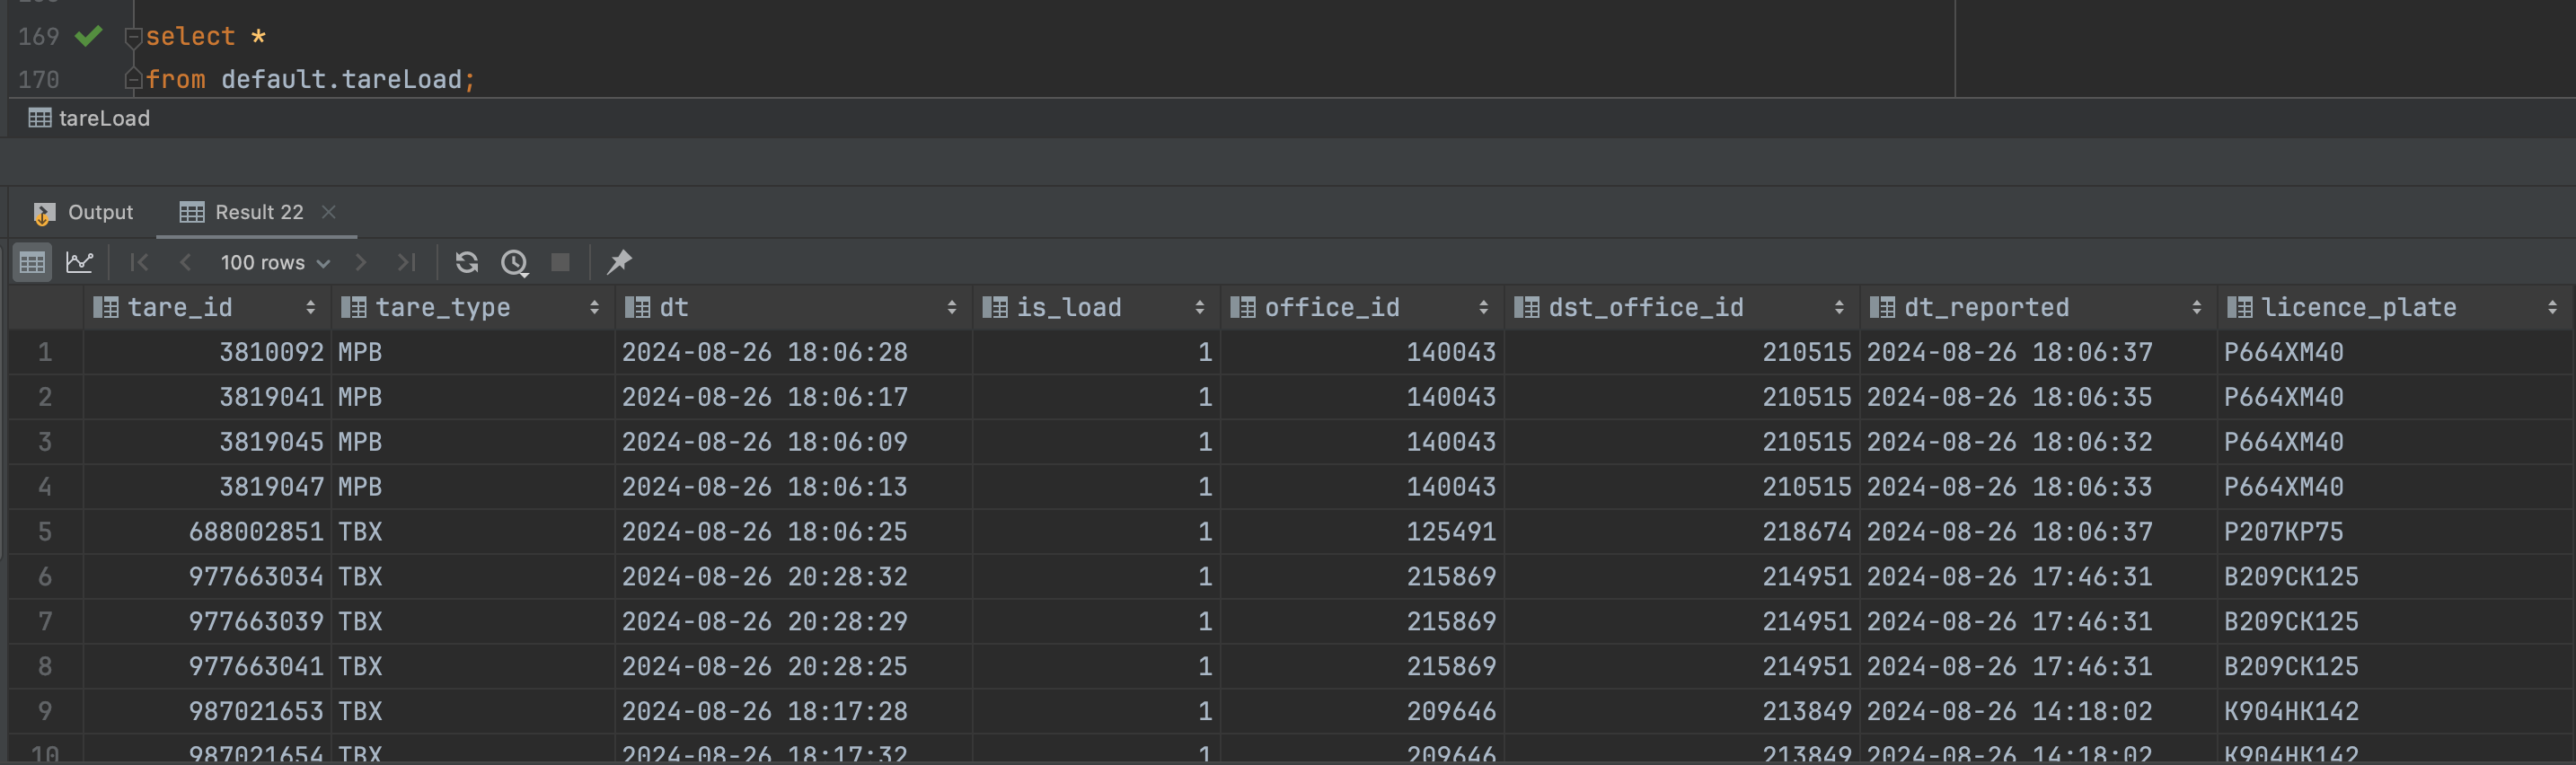 169 select *
170 from default.tareLoad;
tareLoad
Output Result 22
100 rows
tare_id tare_type dt is_load office_id dst_office_id dt_reported licence_plate
1 3810092 MPB 2024-08-26 18:06:28 1 140043 210515 2024-08-26 18:06:37 P664XM40
2 3819041 MPB 2024-08-26 18:06:17 1 140043 210515 2024-08-26 18:06:35 P664XM40
3 3819045 MPB 2024-08-26 18:06:09 1 140043 210515 2024-08-26 18:06:32 P664XM40
4 3819047 MPB 2024-08-26 18:06:13 1 140043 210515 2024-08-26 18:06:33 P664XM40
5 688002851 TBX 2024-08-26 18:06:25 1 125491 218674 2024-08-26 18:06:37 P207KP75
6 977663034 TBX 2024-08-26 20:28:32 1 215869 214951 2024-08-26 17:46:31 B209CK125
7 977663039 TBX 2024-08-26 20:28:29 1 215869 214951 2024-08-26 17:46:31 B209CK125
8 977663041 TBX 2024-08-26 20:28:25 1 215869 214951 2024-08-26 17:46:31 B209CK125
9 987021653 TBX 2024-08-26 18:17:28 1 209646 213849 2024-08-26 14:18:02 K904HK142
10 987021654 TBX 2024-08-26 18:17:32 1 209646 213849 2024-08-26 14:18:02 K904HK142